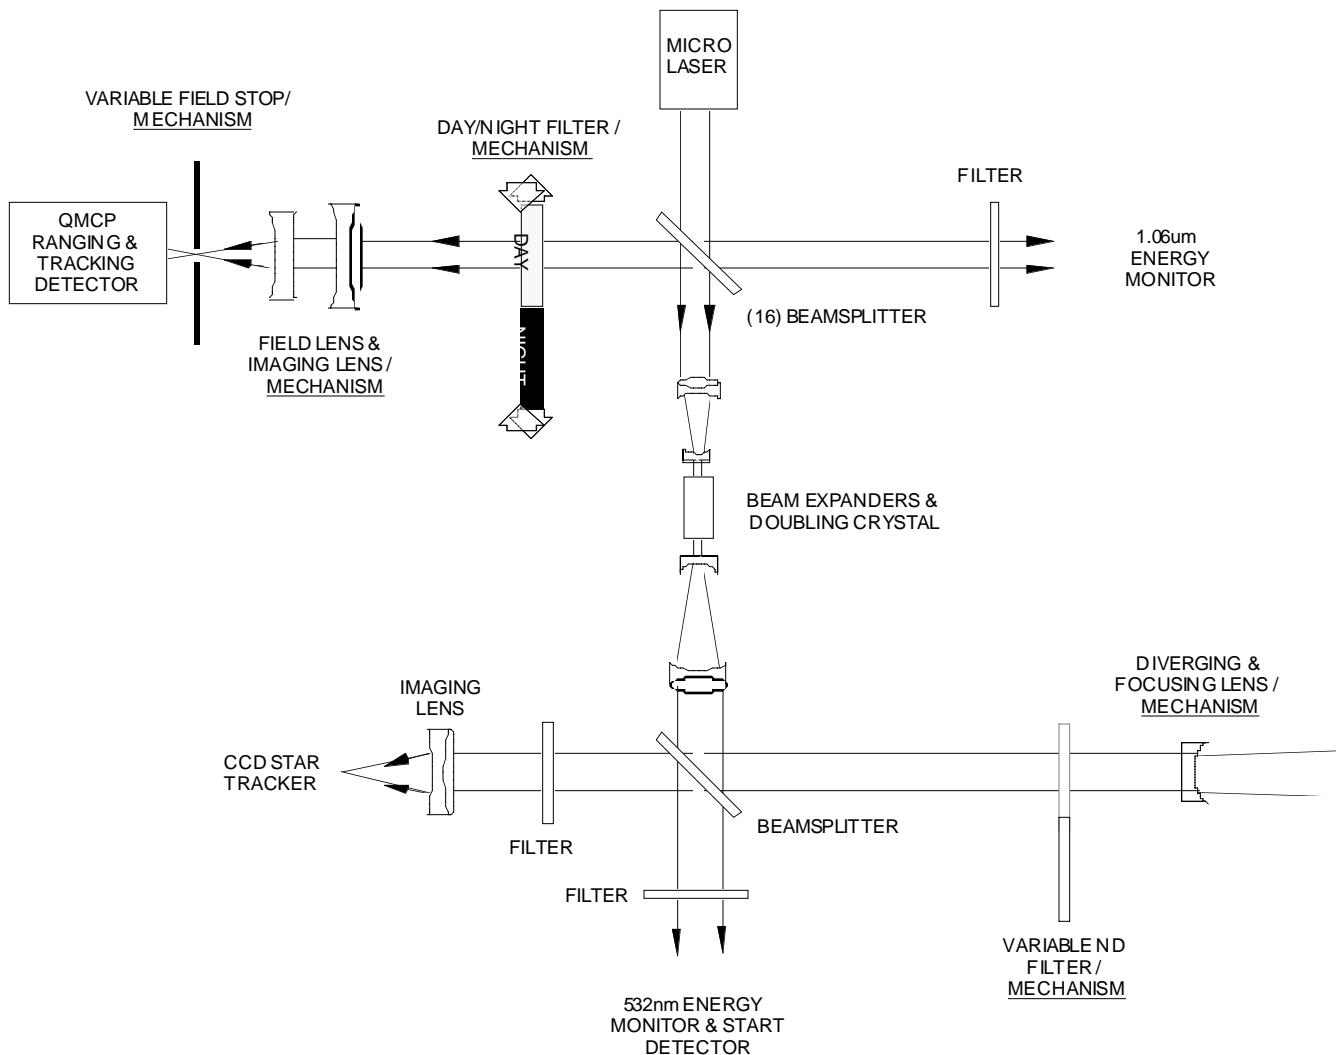 MICRO
LASER
VARIABLE FIELD STOP/
MECHANISM
DAY/NIGHT FILTER /
MECHANISM
FILTER
QMCP
RANGING &
TRACKING
DETECTOR
DAY
1.06um
ENERGY
MONITOR
(16) BEAMSPLITTER
FIELD LENS &
IMAGING LENS /
MECHANISM
NIGHT
BEAM EXPANDERS &
DOUBLING CRYSTAL
IMAGING
LENS
DIVERGING &
FOCUSING LENS /
MECHANISM
CCD STAR
TRACKER
BEAMSPLITTER
FILTER
FILTER
VARIABLE ND
FILTER /
MECHANISM
532nm ENERGY
MONITOR & START
DETECTOR